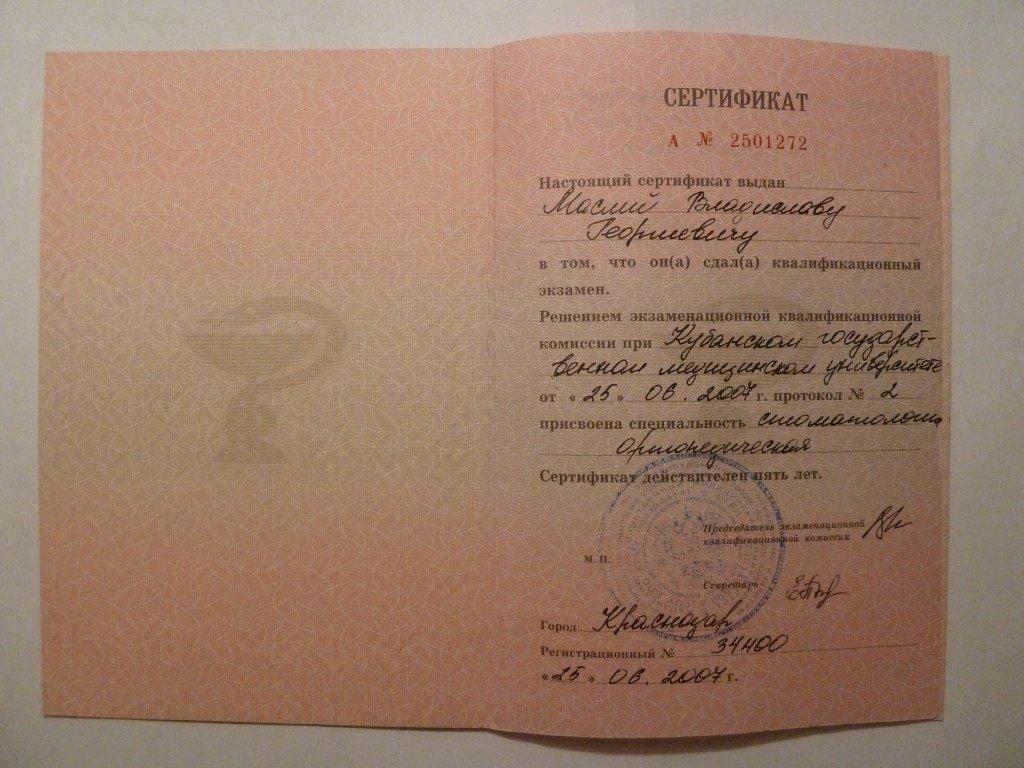 СЕРТИФИКАТ
А № 2501272
Настоящий сертификат выдан
Маслий Владиславу
Георгиевичу
в том, что он(а) сдал(а) квалификационный
экзамен.
Решением экзаменационной квалификационной
комиссии при Кубанском государст-
венном медицинском университете
от « 25 » 06. 2007 г. протокол № 2
присвоена специальность стоматология
ортопедическая
Сертификат действителен пять лет.
Председатель экзаменационной
квалификационной комиссии
М. П.
Секретарь
Город Краснодар
Регистрационный № 34400
« 25 » 06. 2007 г.